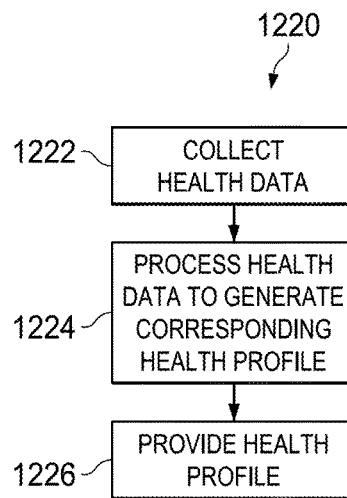 1220
1222
COLLECT
HEALTH DATA
1224
PROCESS HEALTH
DATA TO GENERATE
CORRESPONDING
HEALTH PROFILE
1226
PROVIDE HEALTH
PROFILE